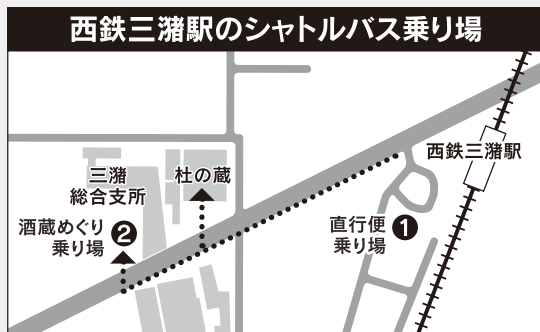 西鉄三潴駅のシャトルバス乗り場
西鉄三潴駅
三潴
総合支所
杜の蔵
酒蔵めぐり
乗り場
2
直行便
乗り場
1